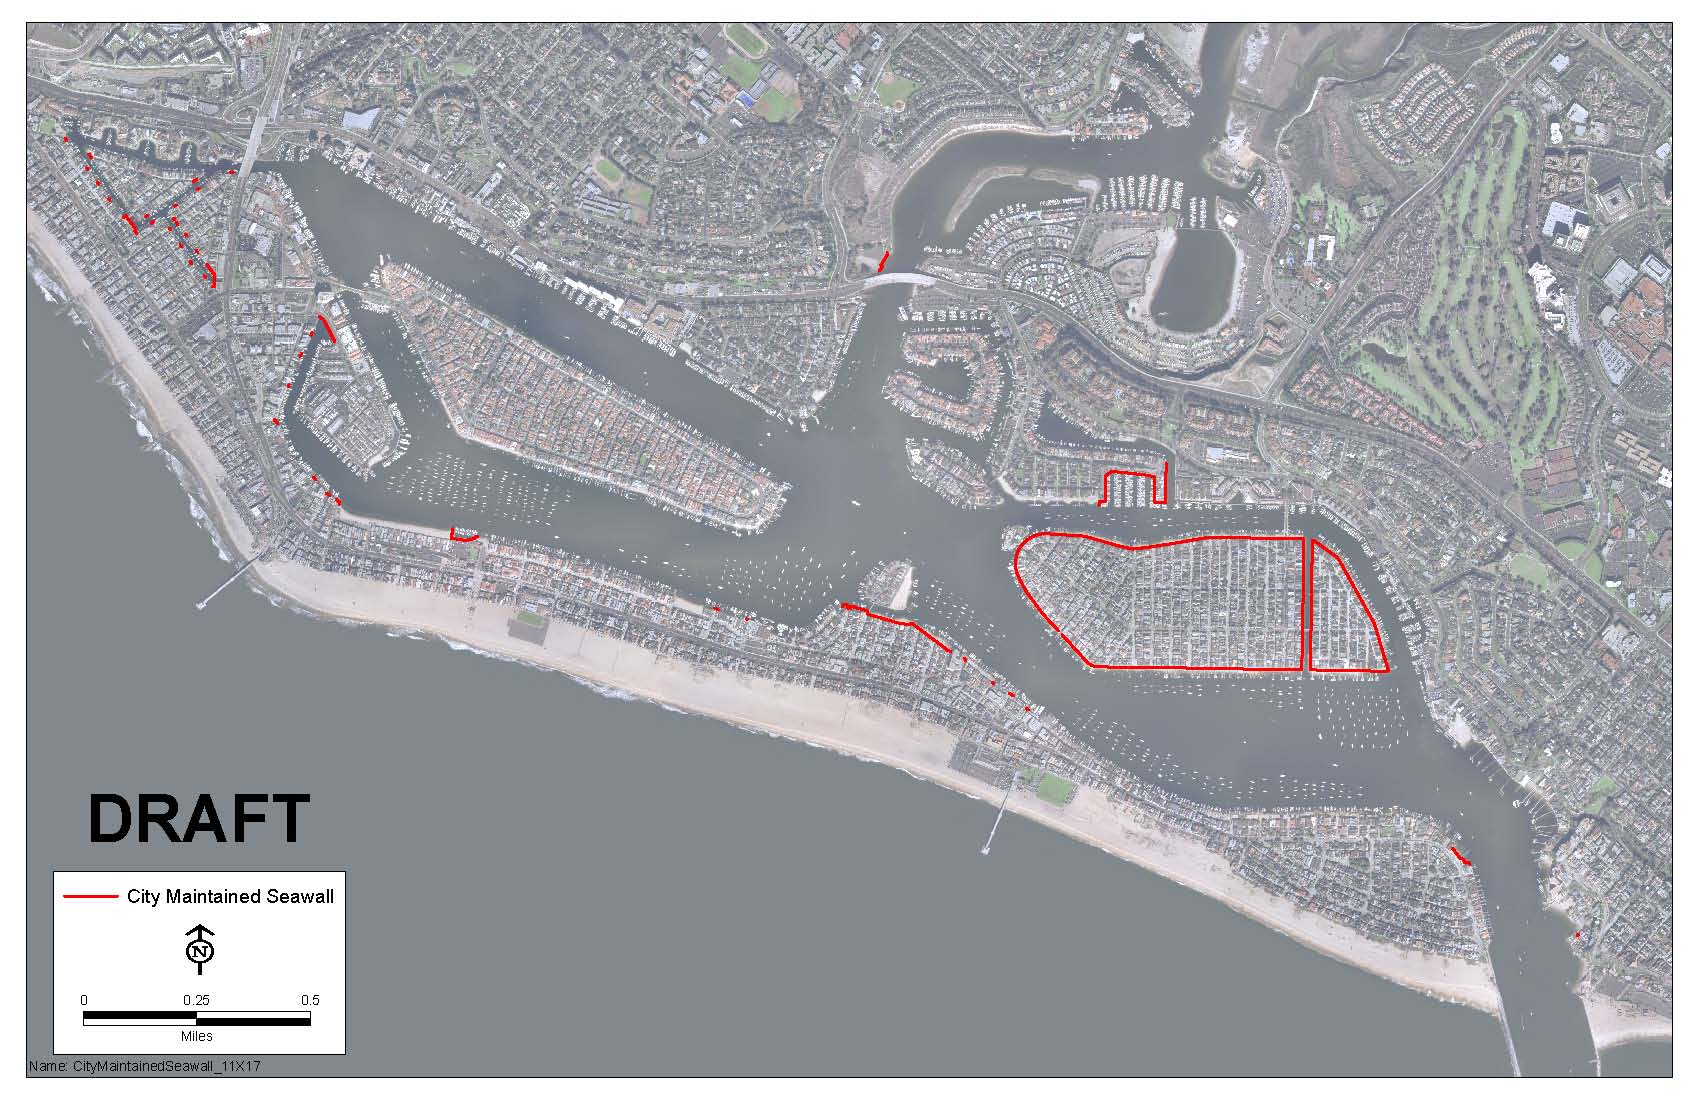 DRAFT
City Maintained Seawall
N
0 0.25 0.5
Miles
Name: CityMaintainedSeawall_11X17